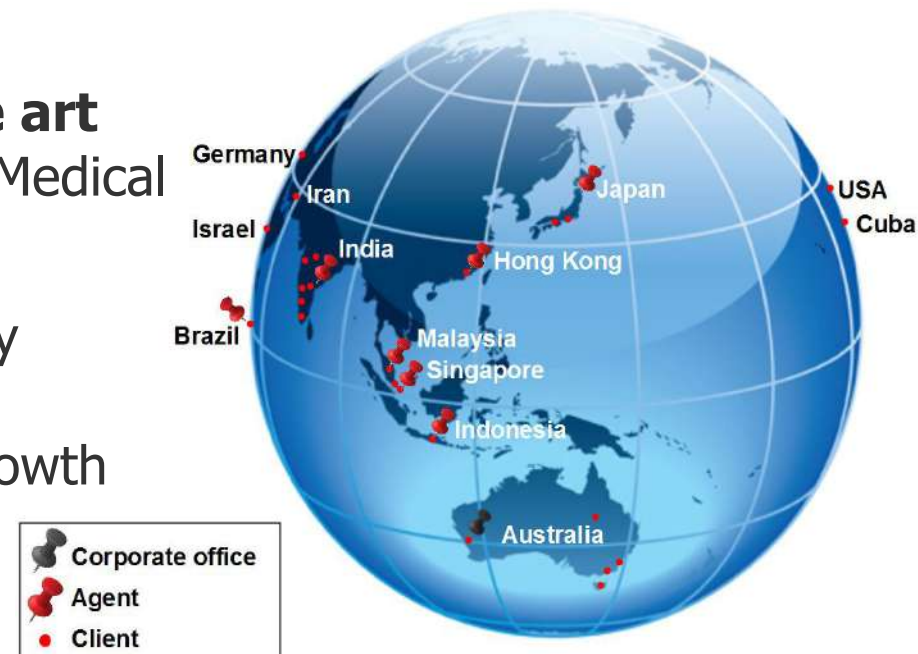 e art
Medical
y
owth
Germany
Iran
Israel
India
Brazil
Japan
Hong Kong
Malaysia
Singapore
Indonesia
Australia
USA
Cuba
Corporate office
Agent
Client